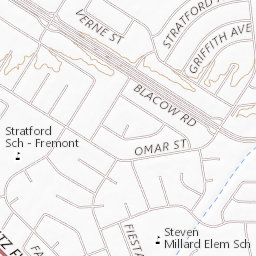 VERNE ST
STRATFORD
GRIFFITH AVE
BLACOW RD
OMAR ST
Stratford
Sch - Fremont
Steven
Millard Elem Sch
FIESTA